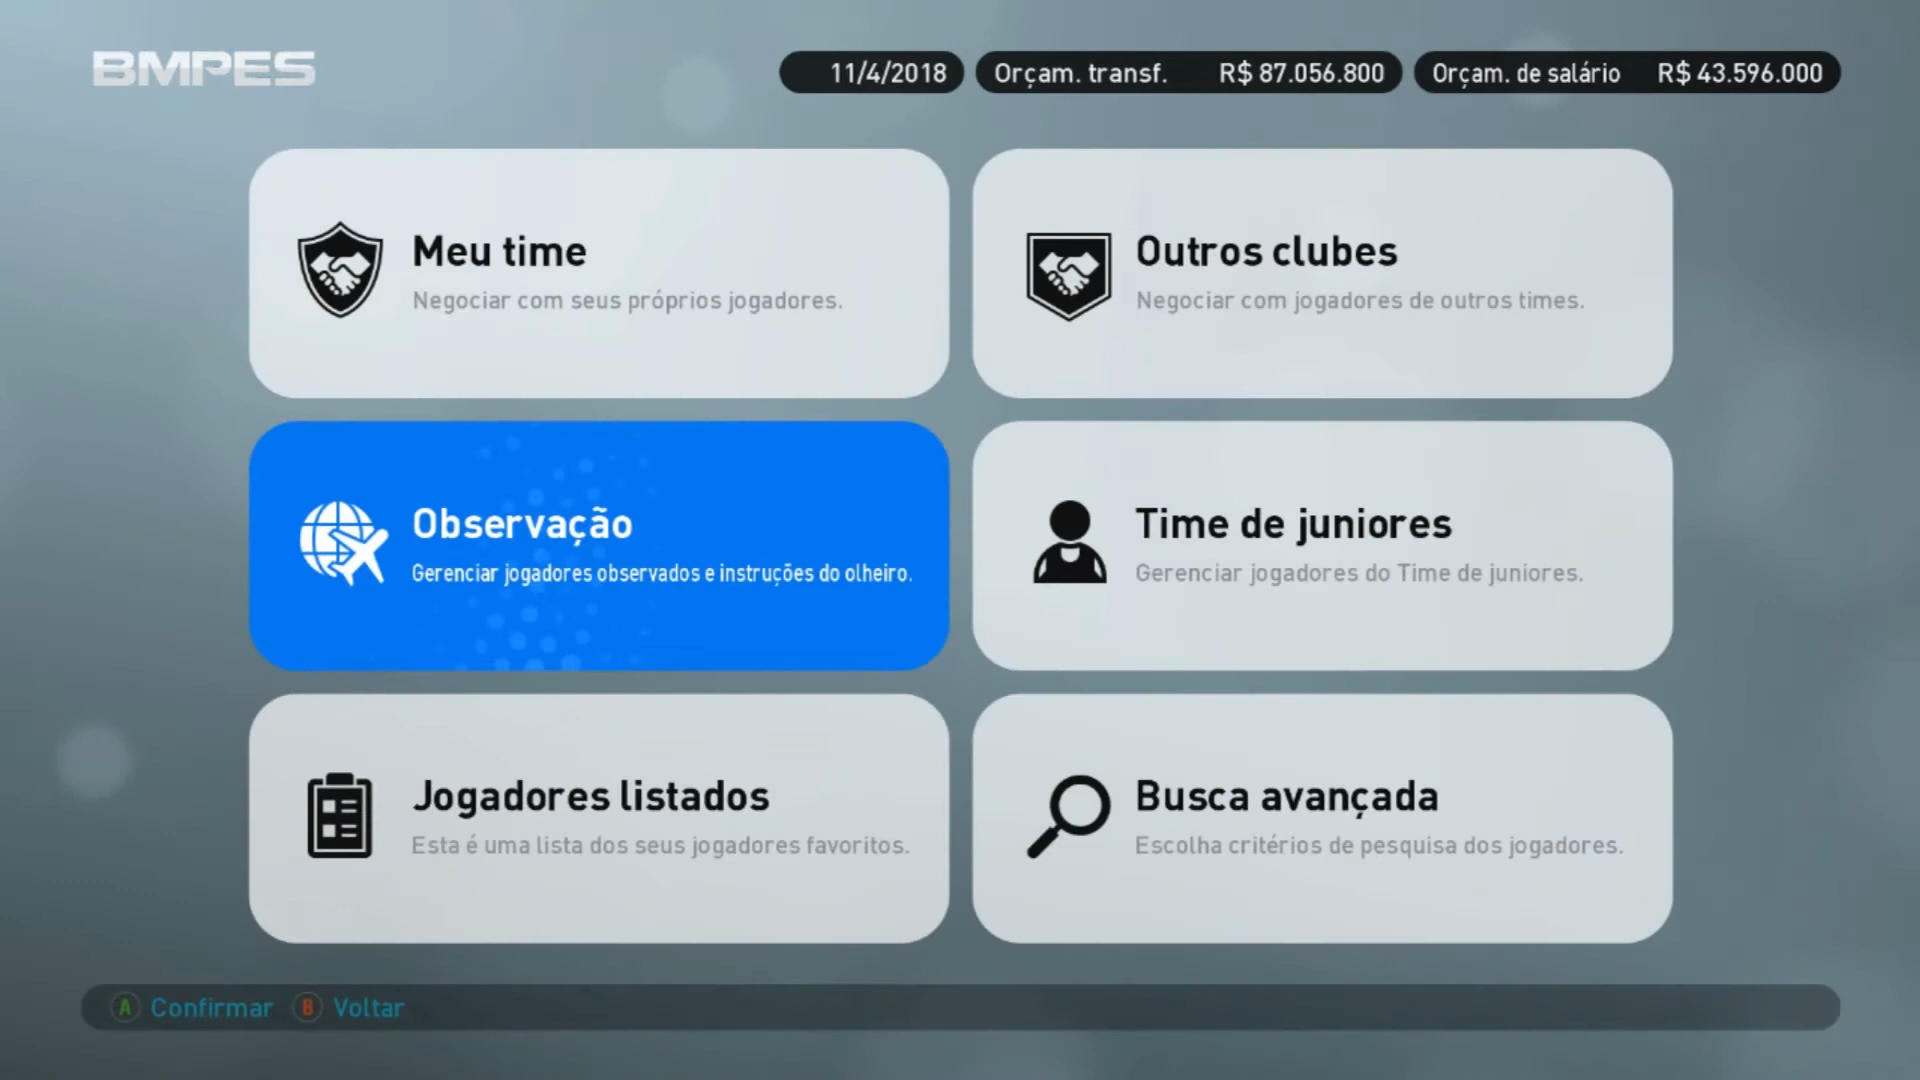 BMPES
11/4/2018
Orçam. transf. R$ 87.056.800
Orçam. de salário R$ 43.596.000
Meu time
Negociar com seus próprios jogadores.
Outros clubes
Negociar com jogadores de outros times.
Observação
Gerenciar jogadores observados e instruções do olheiro.
Time de juniores
Gerenciar jogadores do Time de juniores.
Jogadores listados
Esta é uma lista dos seus jogadores favoritos.
Busca avançada
Escolha critérios de pesquisa dos jogadores.
A Confirmar B Voltar